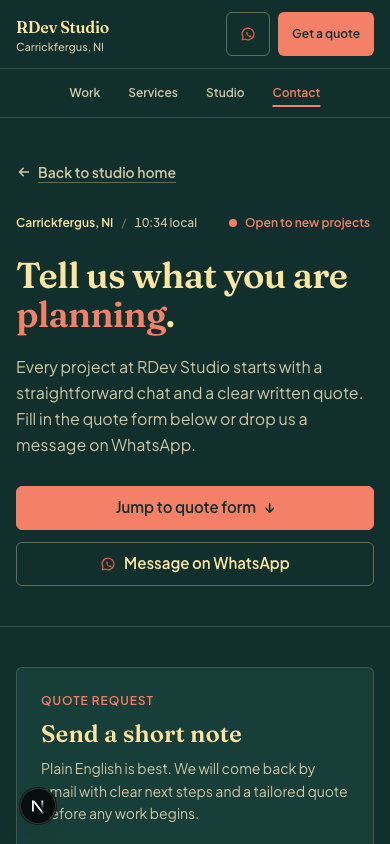 RDev Studio
Carrickfergus, NI
Get a quote
Work Services Studio Contact
← Back to studio home
Carrickfergus, NI / 10:34 local Open to new projects
Tell us what you are
planning.
Every project at RDev Studio starts with a
straightforward chat and a clear written quote.
Fill in the quote form below or drop us a
message on WhatsApp.
Jump to quote form ↓
Message on WhatsApp
QUOTE REQUEST
Send a short note
Plain English is best. We will come back by
mail with clear next steps and a tailored quote
efore any work begins.
N